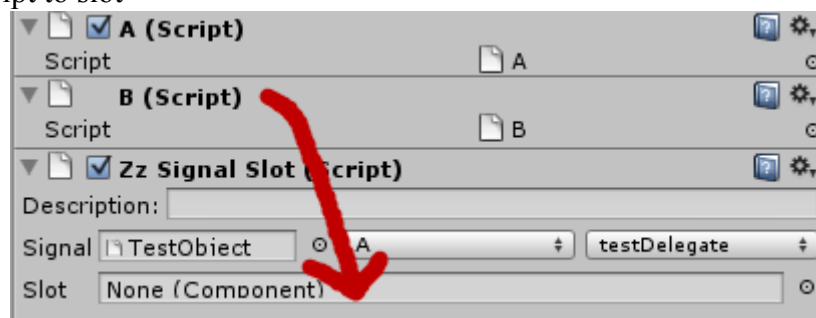 A (Script)
Script A
B (Script)
Script B
Zz Signal Slot (Script)
Description:
Signal TestObject A testDelegate
Slot None (Component)